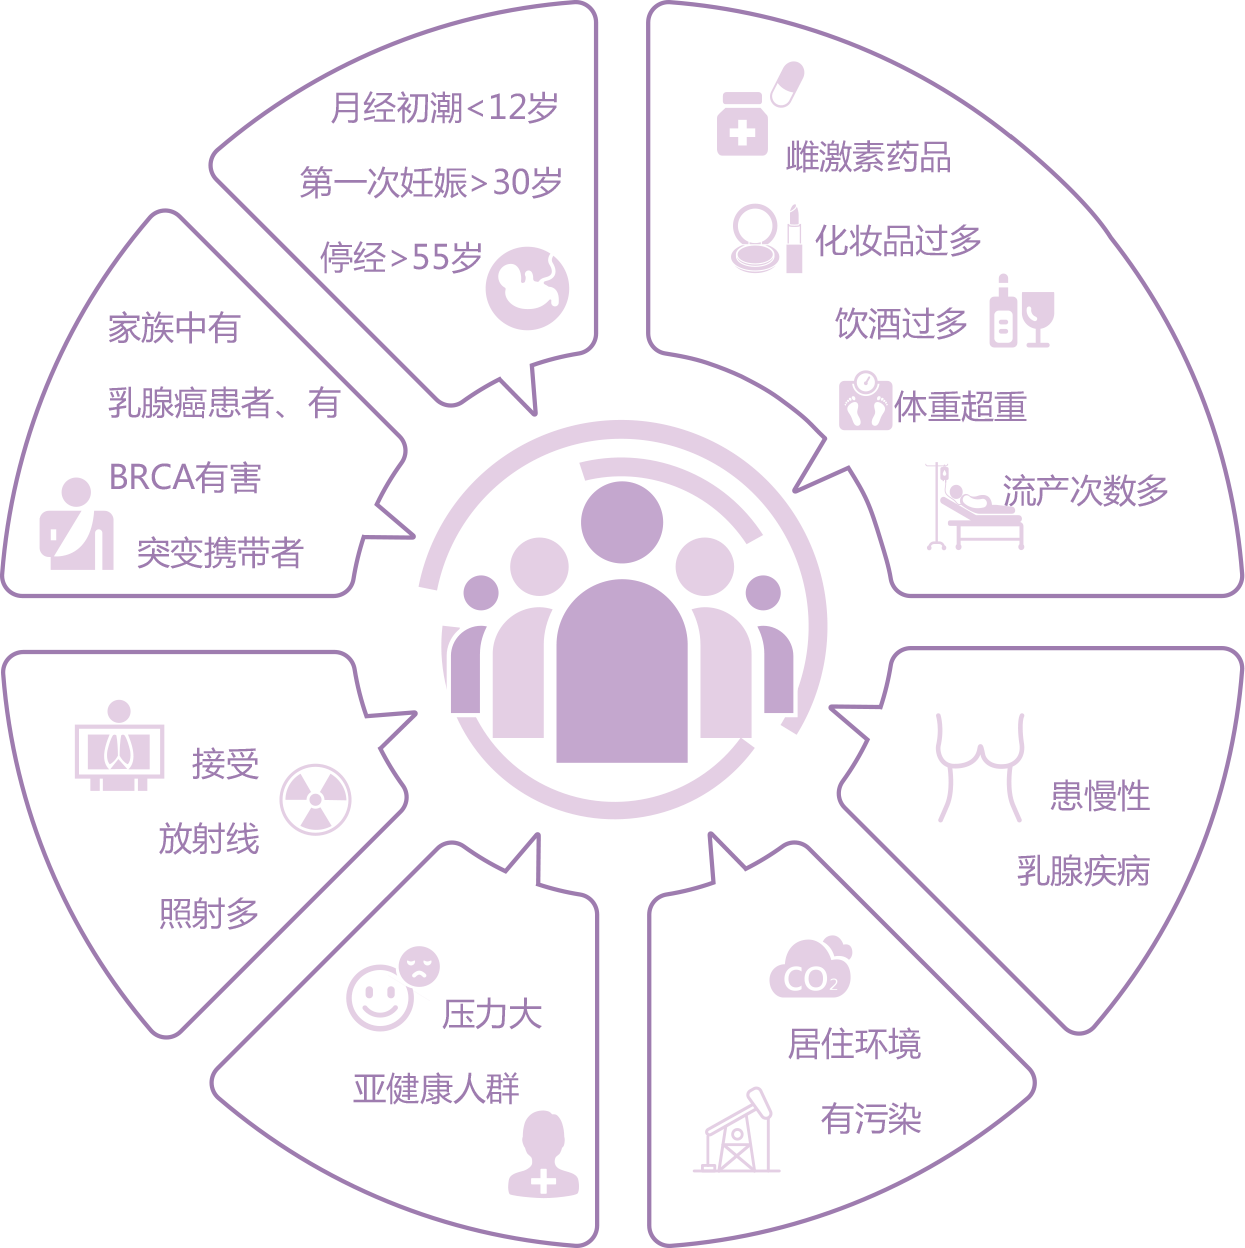 月经初潮<12岁
第一次妊娠>30岁
停经>55岁
雌激素药品
化妆品过多
饮酒过多
体重超重
流产次数多
家族中有
乳腺癌患者、有
BRCA有害
突变携带者
接受
放射线
照射多
患慢性
乳腺疾病
压力大
亚健康人群
CO2
居住环境
有污染